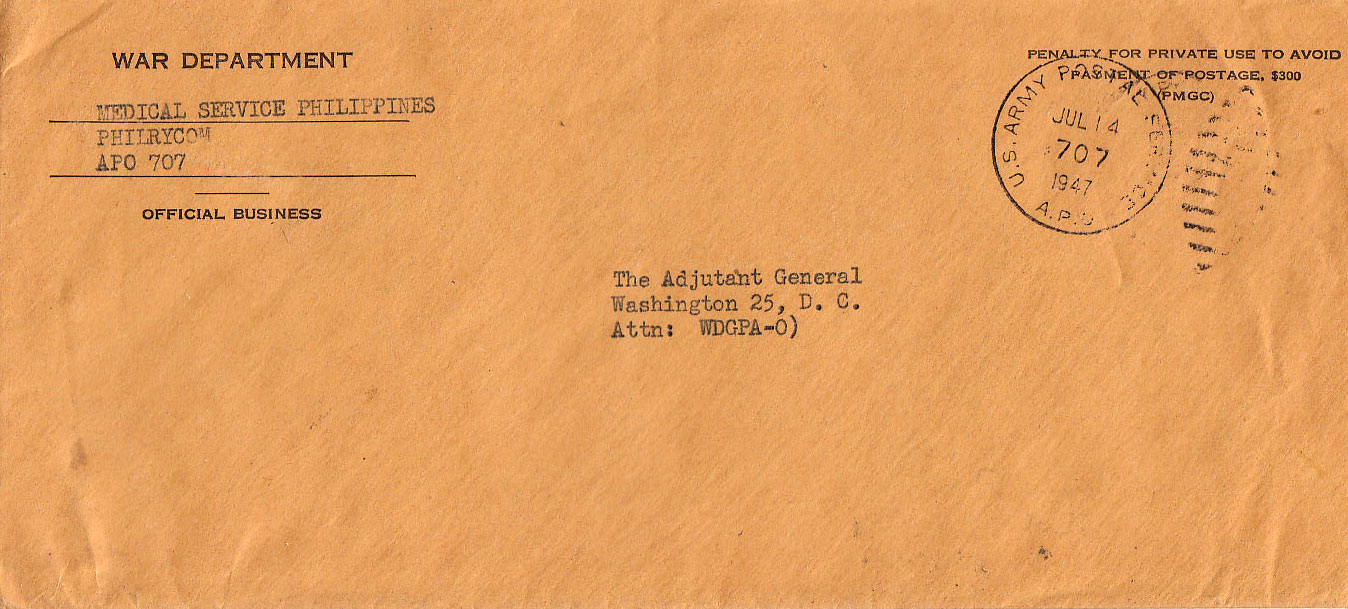 WAR DEPARTMENT
MEDICAL SERVICE PHILIPPINES
PHILRYCOM
APO 707
OFFICIAL BUSINESS
PENALTY FOR PRIVATE USE TO AVOID
PAYMENT OF POSTAGE, $300
(PMGC)
U.S. ARMY POSTAL SERVICE
JUL 14
707
1947
A.P.O
The Adjutant General
Washington 25, D. C.
Attn: WDGPA-O)